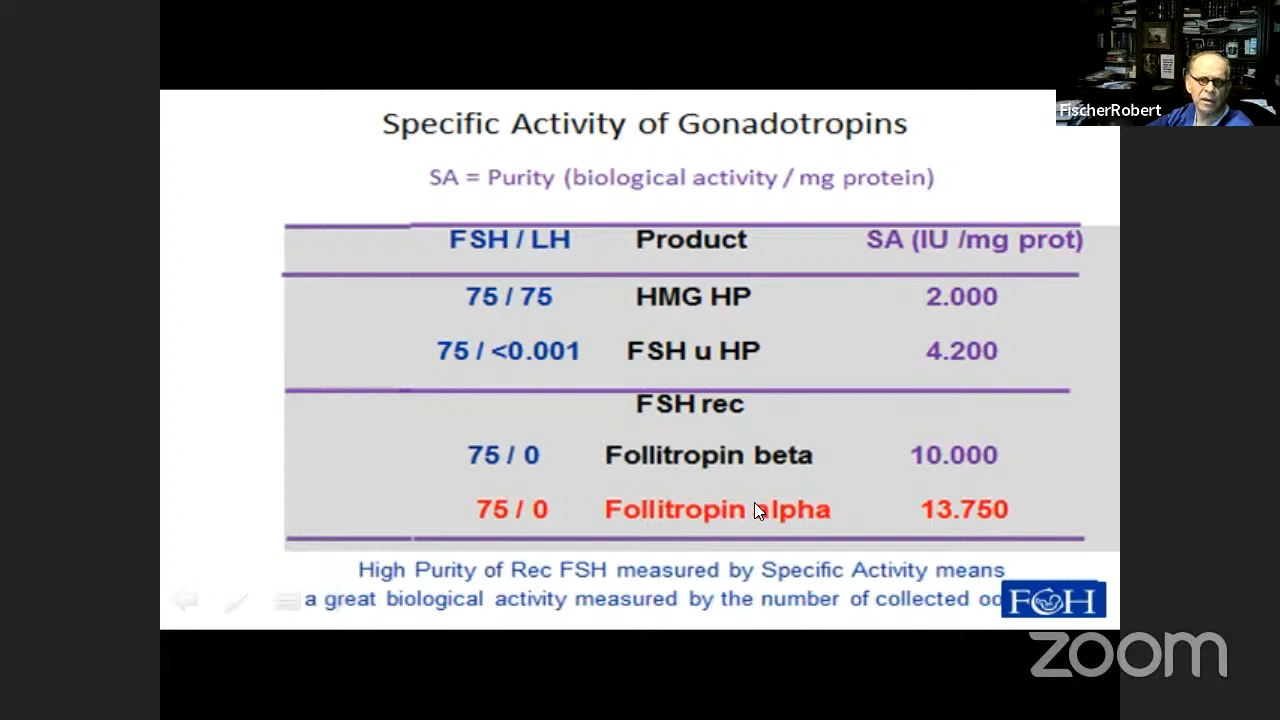 FischerRobert
Specific Activity of Gonadotropins
SA = Purity (biological activity / mg protein)
FSH / LH Product SA (IU /mg prot)
75 / 75 HMG HP 2.000
75 / <0.001 FSH u HP 4.200
FSH rec
75 / 0 Follitropin beta 10.000
75 / 0 Follitropin alpha 13.750
High Purity of Rec FSH measured by Specific Activity means
a great biological activity measured by the number of collected
FCH
zoom